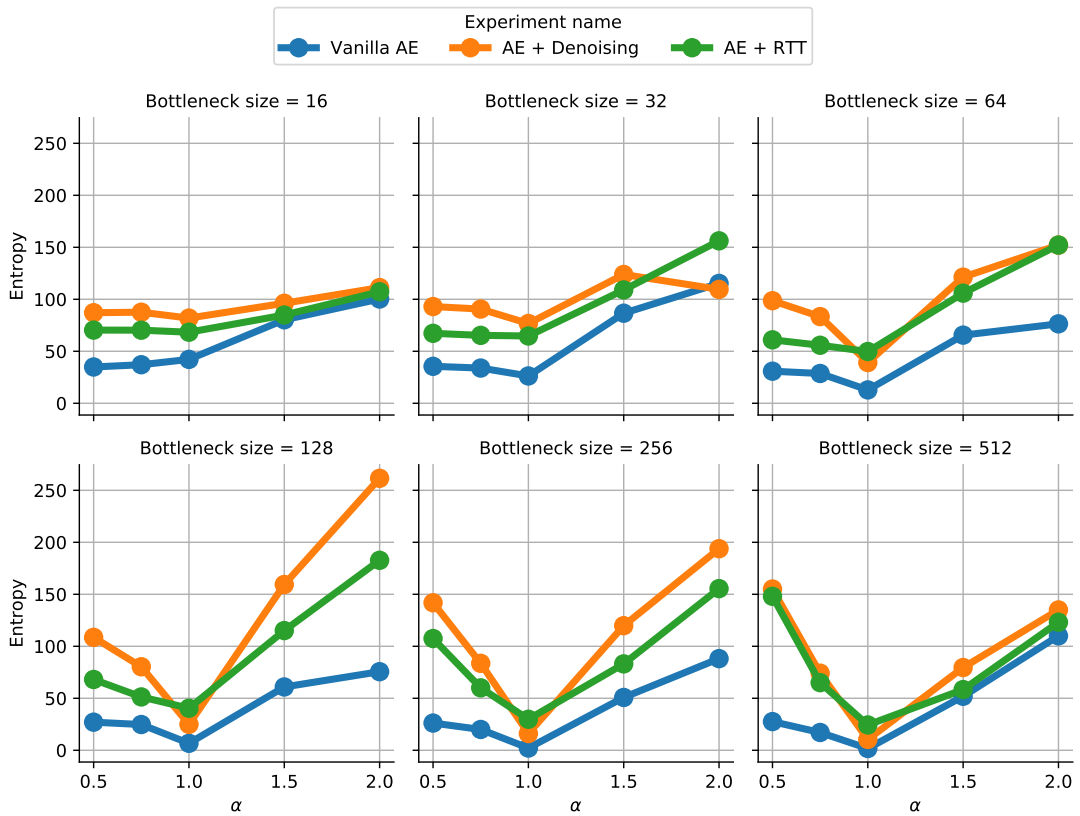 Experiment name
Vanilla AE AE + Denoising AE + RTT
Bottleneck size = 16 Bottleneck size = 32 Bottleneck size = 64
250
200
150
100
50
0
Entropy
Bottleneck size = 128 Bottleneck size = 256 Bottleneck size = 512
250
200
150
100
50
0
Entropy
0.5 1.0 1.5 2.0 0.5 1.0 1.5 2.0 0.5 1.0 1.5 2.0
α α α